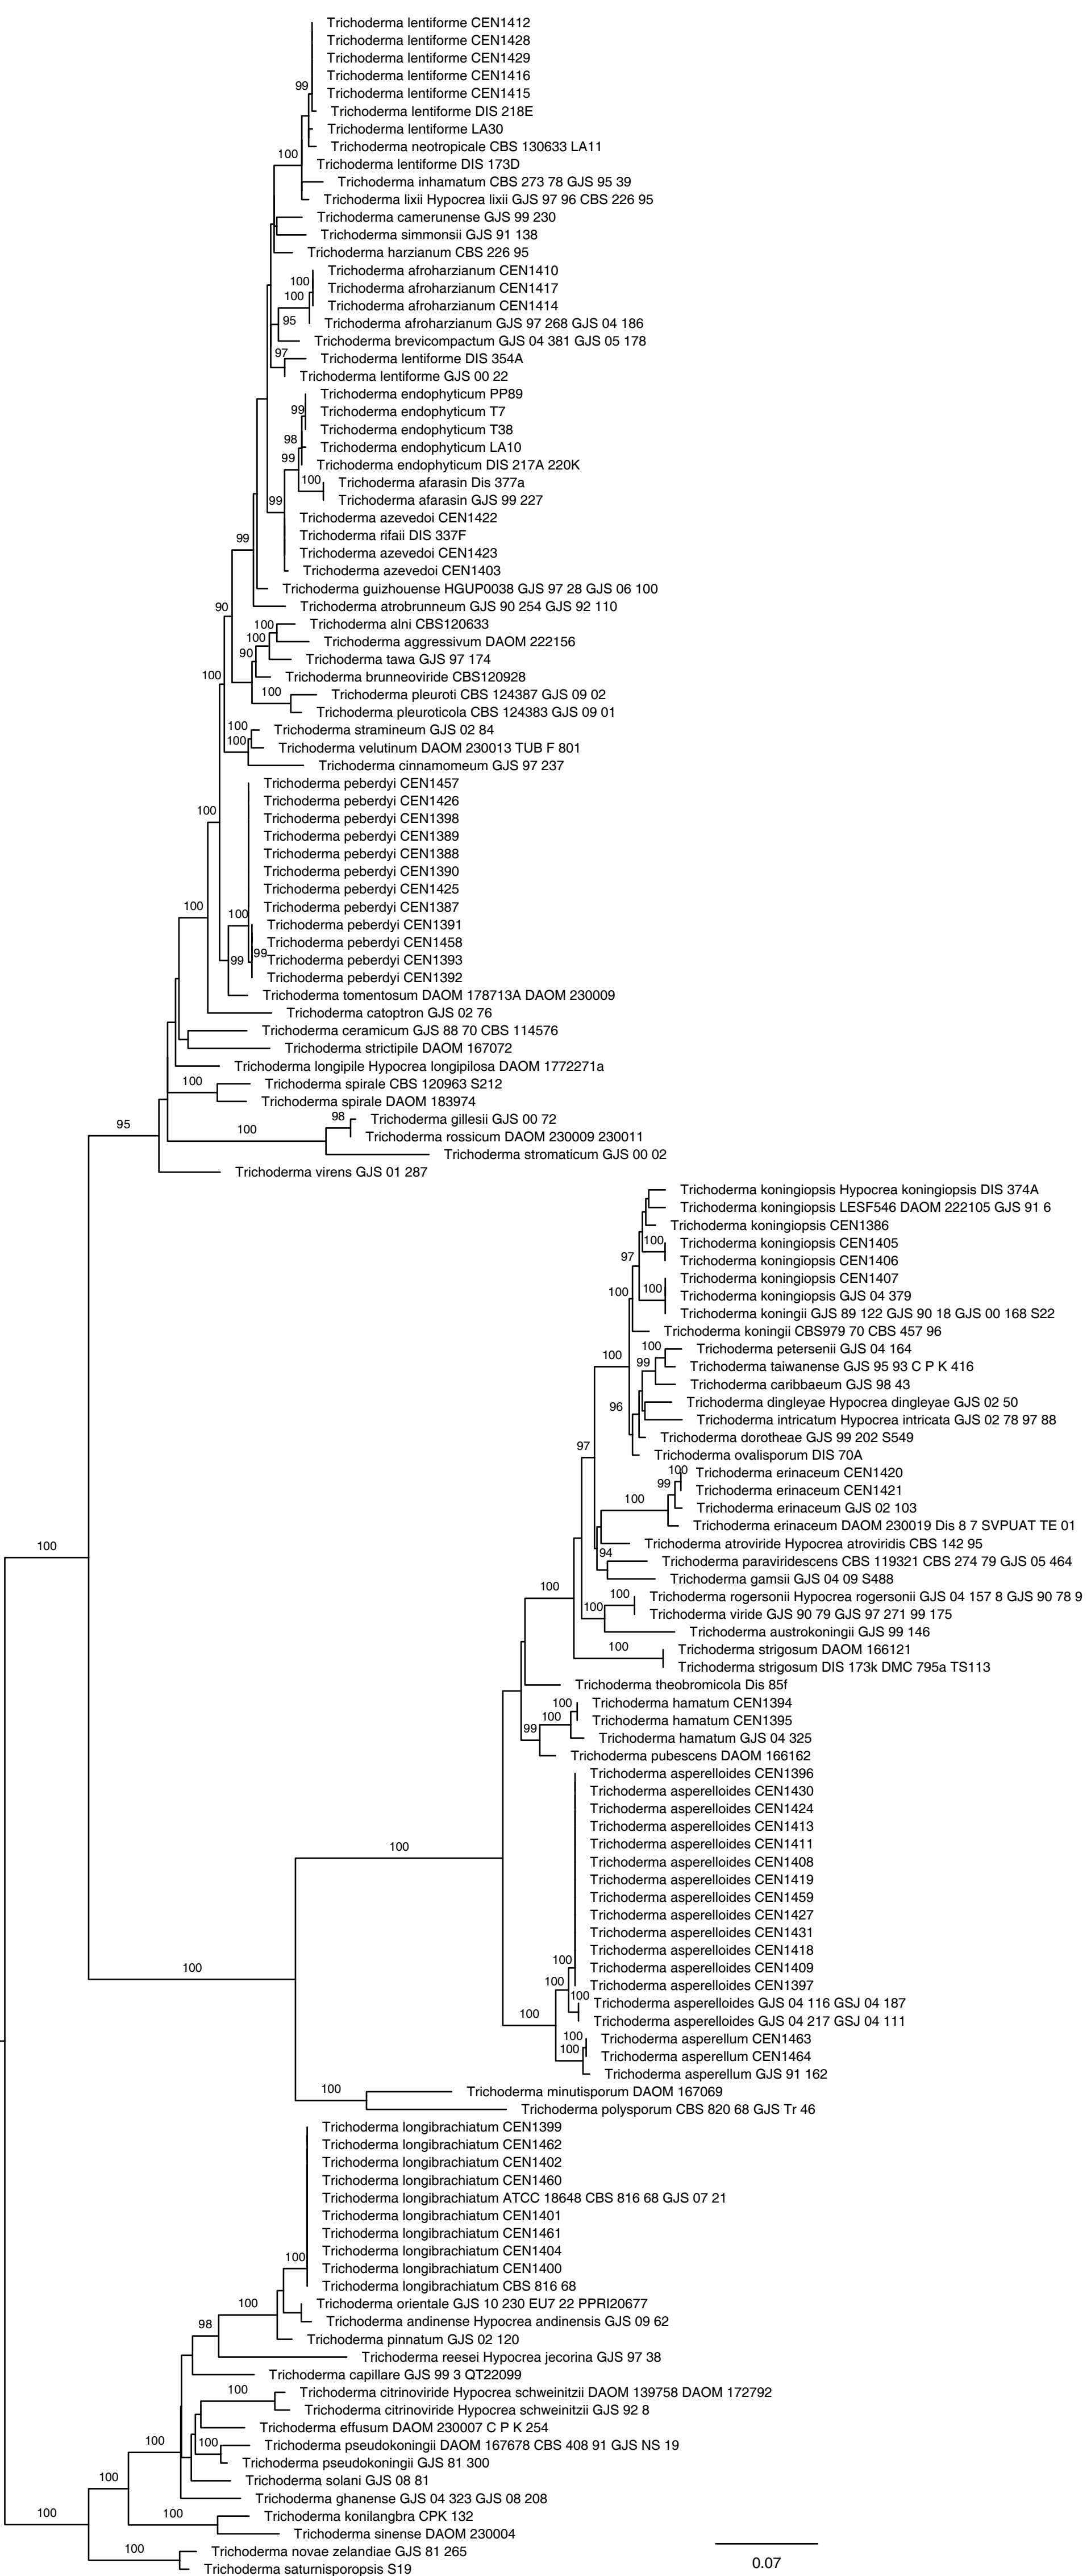 Trichoderma lentiforme CEN1412
Trichoderma lentiforme CEN1428
Trichoderma lentiforme CEN1429
Trichoderma lentiforme CEN1416
99
Trichoderma lentiforme CEN1415
Trichoderma lentiforme DIS 218E
Trichoderma lentiforme LA30
Trichoderma neotropicale CBS 130633 LA11
100
Trichoderma lentiforme DIS 173D
Trichoderma inhamatum CBS 273 78 GJS 95 39
Trichoderma lixii Hypocrea lixii GJS 97 96 CBS 226 95
Trichoderma camerunense GJS 99 230
Trichoderma simmonsii GJS 91 138
Trichoderma harzianum CBS 226 95
Trichoderma afroharzianum CEN1410
100
Trichoderma afroharzianum CEN1417
100
Trichoderma afroharzianum CEN1414
95
Trichoderma afroharzianum GJS 97 268 GJS 04 186
Trichoderma brevicompactum GJS 04 381 GJS 05 178
97
Trichoderma lentiforme DIS 354A
Trichoderma lentiforme GJS 00 22
Trichoderma endophyticum PP89
99
Trichoderma endophyticum T7
Trichoderma endophyticum T38
98
Trichoderma endophyticum LA10
99
Trichoderma endophyticum DIS 217A 220K
100
Trichoderma afarasin Dis 377a
Trichoderma afarasin GJS 99 227
99
Trichoderma azevedoi CEN1422
Trichoderma rifaii DIS 337F
99
Trichoderma azevedoi CEN1423
Trichoderma azevedoi CEN1403
Trichoderma guizhouense HGUP0038 GJS 97 28 GJS 06 100
90
Trichoderma atrobrunneum GJS 90 254 GJS 92 110
100
Trichoderma alni CBS120633
100
Trichoderma aggressivum DAOM 222156
90
Trichoderma tawa GJS 97 174
100
Trichoderma brunneoviride CBS120928
100
Trichoderma pleuroti CBS 124387 GJS 09 02
Trichoderma pleuroticola CBS 124383 GJS 09 01
100
Trichoderma stramineum GJS 02 84
100
Trichoderma velutinum DAOM 230013 TUB F 801
Trichoderma cinnamomeum GJS 97 237
Trichoderma peberdyi CEN1457
Trichoderma peberdyi CEN1426
100
Trichoderma peberdyi CEN1398
Trichoderma peberdyi CEN1389
Trichoderma peberdyi CEN1388
Trichoderma peberdyi CEN1390
Trichoderma peberdyi CEN1425
100
Trichoderma peberdyi CEN1387
100
Trichoderma peberdyi CEN1391
Trichoderma peberdyi CEN1458
99
99
Trichoderma peberdyi CEN1393
Trichoderma peberdyi CEN1392
Trichoderma tomentosum DAOM 178713A DAOM 230009
Trichoderma catoptron GJS 02 76
Trichoderma ceramicum GJS 88 70 CBS 114576
Trichoderma strictipile DAOM 167072
Trichoderma longipile Hypocrea longipilosa DAOM 1772271a
100
Trichoderma spirale CBS 120963 S212
Trichoderma spirale DAOM 183974
98
Trichoderma gillesii GJS 00 72
95
100
Trichoderma rossicum DAOM 230009 230011
Trichoderma stromaticum GJS 00 02
Trichoderma virens GJS 01 287
Trichoderma koningiopsis Hypocrea koningiopsis DIS 374A
Trichoderma koningiopsis LESF546 DAOM 222105 GJS 91 6
Trichoderma koningiopsis CEN1386
100
Trichoderma koningiopsis CEN1405
97
Trichoderma koningiopsis CEN1406
Trichoderma koningiopsis CEN1407
100
100
Trichoderma koningiopsis GJS 04 379
Trichoderma koningii GJS 89 122 GJS 90 18 GJS 00 168 S22
Trichoderma koningii CBS979 70 CBS 457 96
100
Trichoderma petersenii GJS 04 164
100
99
Trichoderma taiwanense GJS 95 93 C P K 416
Trichoderma caribbaeum GJS 98 43
96
Trichoderma dingleyae Hypocrea dingleyae GJS 02 50
Trichoderma intricatum Hypocrea intricata GJS 02 78 97 88
Trichoderma dorotheae GJS 99 202 S549
97
Trichoderma ovalisporum DIS 70A
100
Trichoderma erinaceum CEN1420
99
Trichoderma erinaceum CEN1421
100
Trichoderma erinaceum GJS 02 103
Trichoderma erinaceum DAOM 230019 Dis 8 7 SVPUAT TE 01
Trichoderma atroviride Hypocrea atroviridis CBS 142 95
94
100
Trichoderma paraviridescens CBS 119321 CBS 274 79 GJS 05 464
Trichoderma gamsii GJS 04 09 S488
100
100
Trichoderma rogersonii Hypocrea rogersonii GJS 04 157 8 GJS 90 78 9
100
Trichoderma viride GJS 90 79 GJS 97 271 99 175
Trichoderma austrokoningii GJS 99 146
100
Trichoderma strigosum DAOM 166121
Trichoderma strigosum DIS 173k DMC 795a TS113
Trichoderma theobromicola Dis 85f
100
Trichoderma hamatum CEN1394
100
99
Trichoderma hamatum CEN1395
Trichoderma hamatum GJS 04 325
Trichoderma pubescens DAOM 166162
Trichoderma asperelloides CEN1396
Trichoderma asperelloides CEN1430
Trichoderma asperelloides CEN1424
Trichoderma asperelloides CEN1413
100
Trichoderma asperelloides CEN1411
Trichoderma asperelloides CEN1408
Trichoderma asperelloides CEN1419
Trichoderma asperelloides CEN1459
Trichoderma asperelloides CEN1427
Trichoderma asperelloides CEN1431
100
Trichoderma asperelloides CEN1418
100
Trichoderma asperelloides CEN1409
100
Trichoderma asperelloides CEN1397
100
Trichoderma asperelloides GJS 04 116 GSJ 04 187
100
Trichoderma asperelloides GJS 04 217 GSJ 04 111
100
Trichoderma asperellum CEN1463
100
Trichoderma asperellum CEN1464
Trichoderma asperellum GJS 91 162
100
Trichoderma minutisporum DAOM 167069
Trichoderma polysporum CBS 820 68 GJS Tr 46
Trichoderma longibrachiatum CEN1399
Trichoderma longibrachiatum CEN1462
Trichoderma longibrachiatum CEN1402
Trichoderma longibrachiatum CEN1460
Trichoderma longibrachiatum ATCC 18648 CBS 816 68 GJS 07 21
Trichoderma longibrachiatum CEN1401
Trichoderma longibrachiatum CEN1461
Trichoderma longibrachiatum CEN1404
100
Trichoderma longibrachiatum CEN1400
Trichoderma longibrachiatum CBS 816 68
100
Trichoderma orientale GJS 10 230 EU7 22 PPRI20677
98
Trichoderma andinense Hypocrea andinensis GJS 09 62
Trichoderma pinnatum GJS 02 120
Trichoderma reesei Hypocrea jecorina GJS 97 38
Trichoderma capillare GJS 99 3 QT22099
100
Trichoderma citrinoviride Hypocrea schweinitzii DAOM 139758 DAOM 172792
Trichoderma citrinoviride Hypocrea schweinitzii GJS 92 8
Trichoderma effusum DAOM 230007 C P K 254
100
100
Trichoderma pseudokoningii DAOM 167678 CBS 408 91 GJS NS 19
Trichoderma pseudokoningii GJS 81 300
100
Trichoderma solani GJS 08 81
Trichoderma ghanense GJS 04 323 GJS 08 208
100
100
Trichoderma konilangbra CPK 132
Trichoderma sinense DAOM 230004
100
Trichoderma novae zelandiae GJS 81 265
Trichoderma saturnisporopsis S19
0.07